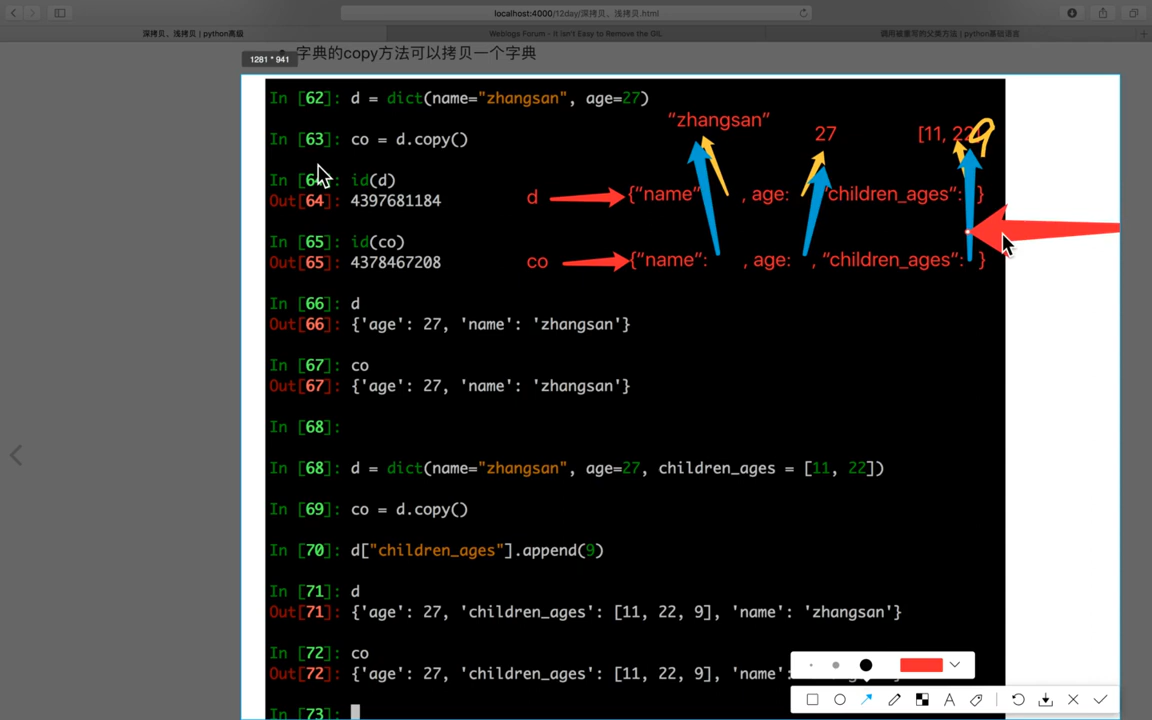 localhost:4000/12day/深拷贝、浅拷贝.html
深拷贝、浅拷贝 | python高级
Weblogs Forum - It isn't Easy to Remove the GIL
调用被重写的父类方法 | python基础语言
字典的copy方法可以拷贝一个字典
1281 * 941
In [62]: d = dict(name="zhangsan", age=27)
"zhangsan"
27
[11, 22 9
In [63]: co = d.copy()
In [64]: id(d)
Out[64]: 4397681184
d
{"name" , age: "children_ages": }
In [65]: id(co)
Out[65]: 4378467208
co
{"name": , age: , "children_ages": }
In [66]: d
Out[66]: {'age': 27, 'name': 'zhangsan'}
In [67]: co
Out[67]: {'age': 27, 'name': 'zhangsan'}
In [68]:
In [68]: d = dict(name="zhangsan", age=27, children_ages = [11, 22])
In [69]: co = d.copy()
In [70]: d["children_ages"].append(9)
In [71]: d
Out[71]: {'age': 27, 'children_ages': [11, 22, 9], 'name': 'zhangsan'}
In [72]: co
Out[72]: {'age': 27, 'children_ages': [11, 22, 9], 'name':
In [73]:
A